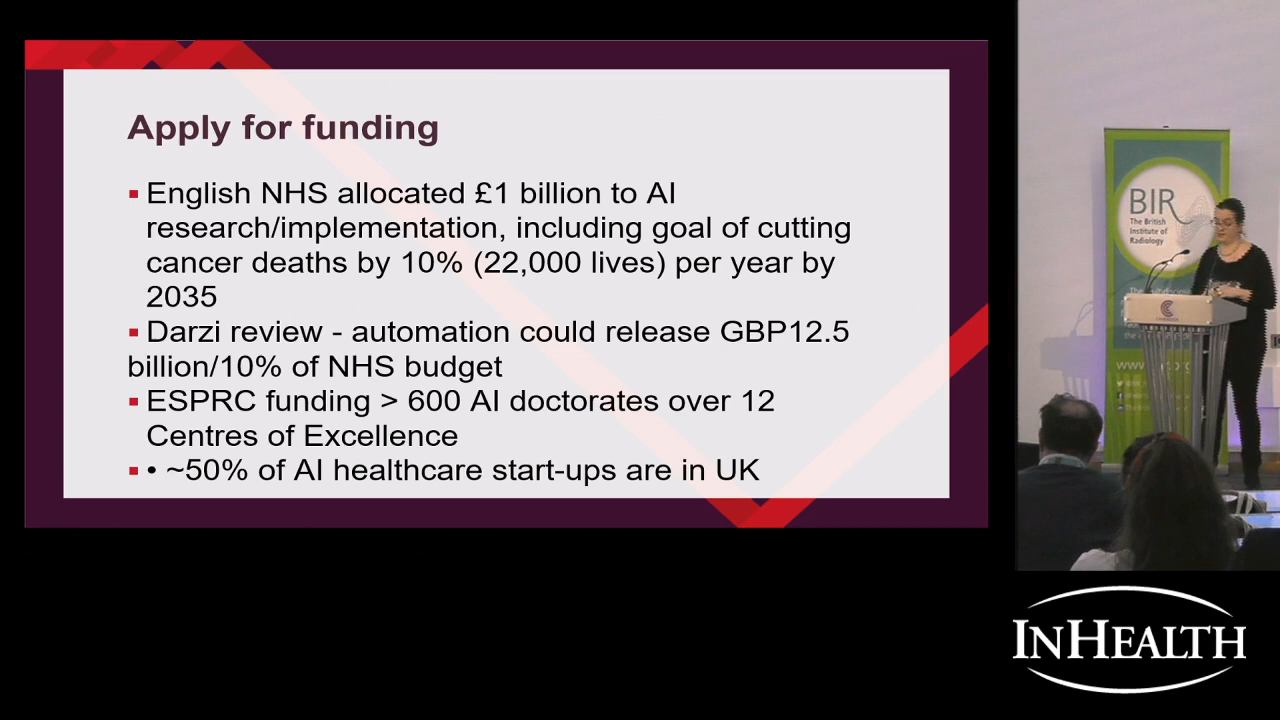 Apply for funding
▪ English NHS allocated £1 billion to AI
research/implementation, including goal of cutting
cancer deaths by 10% (22,000 lives) per year by
2035
▪ Darzi review - automation could release GBP12.5
billion/10% of NHS budget
▪ ESPRC funding > 600 AI doctorates over 12
Centres of Excellence
▪ • ~50% of AI healthcare start-ups are in UK
BIR
The British
Institute of
Radiology
INHEALTH